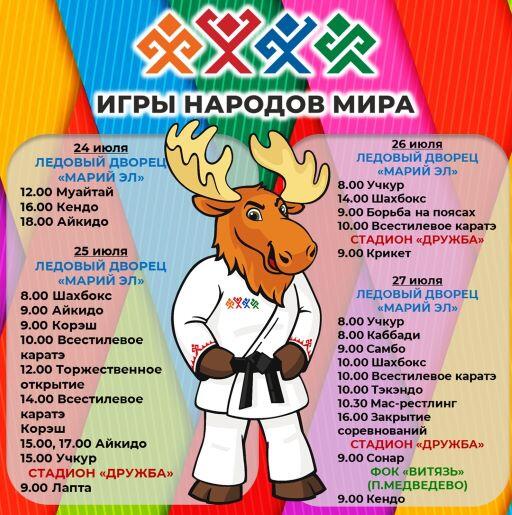 ИГРЫ НАРОДОВ МИРА
24 июля
ЛЕДОВЫЙ ДВОРЕЦ
«МАРИЙ ЭЛ»
12.00 Муайтай
16.00 Кендо
18.00 Айкидо
25 июля
ЛЕДОВЫЙ ДВОРЕЦ
«МАРИЙ ЭЛ»
8.00 Шахбокс
9.00 Айкидо
9.00 Корэш
10.00 Всестилевое
каратэ
12.00 Торжественное
открытие
14.00 Всестилевое
каратэ
Корэш
15.00, 17.00 Айкидо
15.00 Учкур
СТАДИОН «ДРУЖБА»
9.00 Лапта
26 июля
ЛЕДОВЫЙ ДВОРЕЦ
«МАРИЙ ЭЛ»
8.00 Учкур
14.00 Шахбокс
9.00 Борьба на поясах
10.00 Всестилевое каратэ
СТАДИОН «ДРУЖБА»
9.00 Крикет
27 июля
ЛЕДОВЫЙ ДВОРЕЦ
«МАРИЙ ЭЛ»
8.00 Учкур
8.00 Каббади
9.00 Самбо
10.00 Шахбокс
10.00 Всестилевое каратэ
10.00 Тэкэндо
10.30 Мас-рестлинг
16.00 Закрытие
соревнований
СТАДИОН «ДРУЖБА»
9.00 Сонар
ФОК «ВИТЯЗЬ»
(П.МЕДВЕДЕВО)
9.00 Кендо